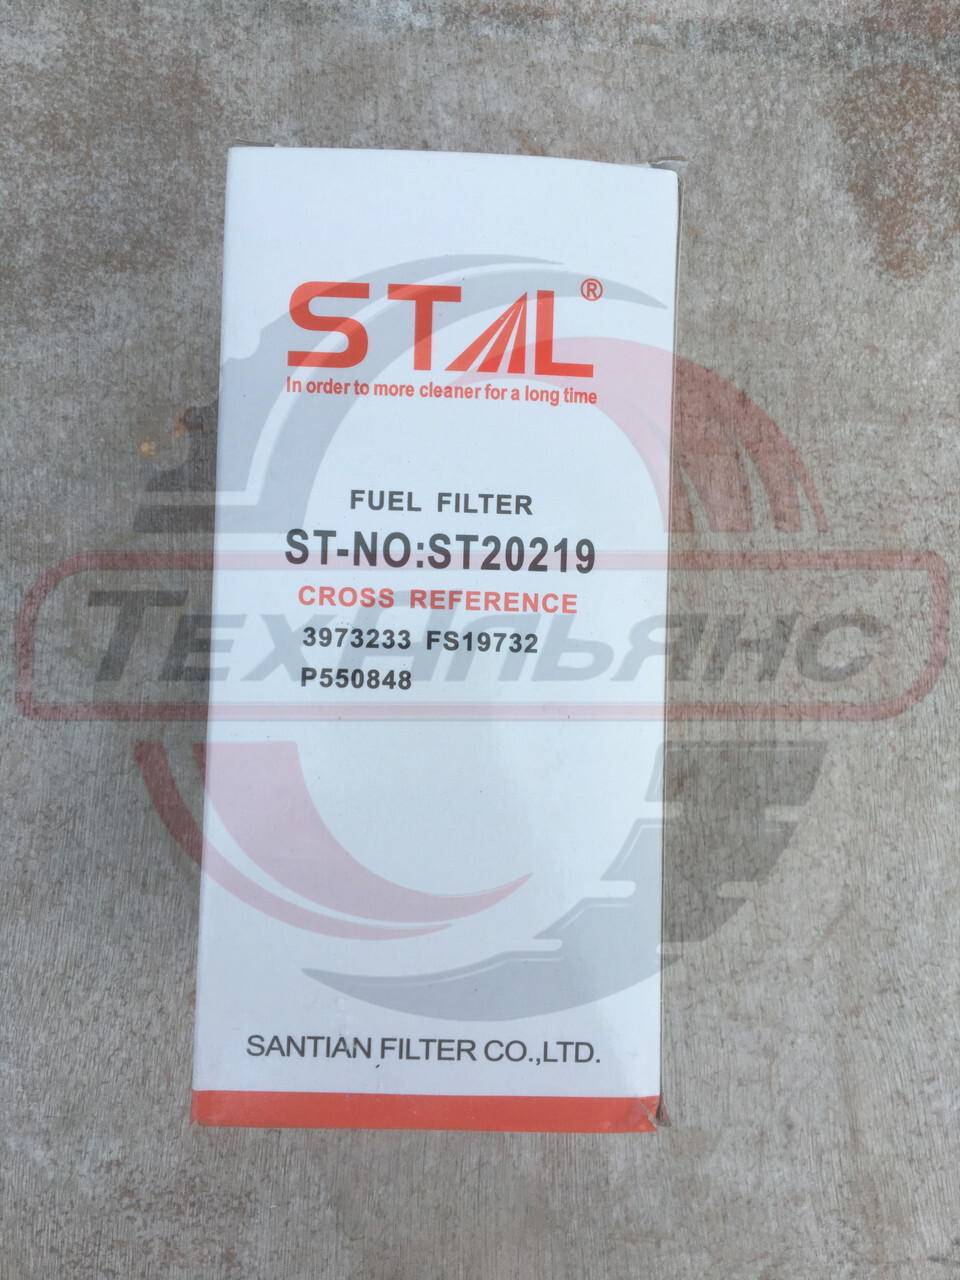 STAL®
In order to more cleaner for a long time
FUEL FILTER
ST-NO:ST20219
CROSS REFERENCE
3973233 FS19732
ТехАльянс
P550848
SANTIAN FILTER CO.,LTD.